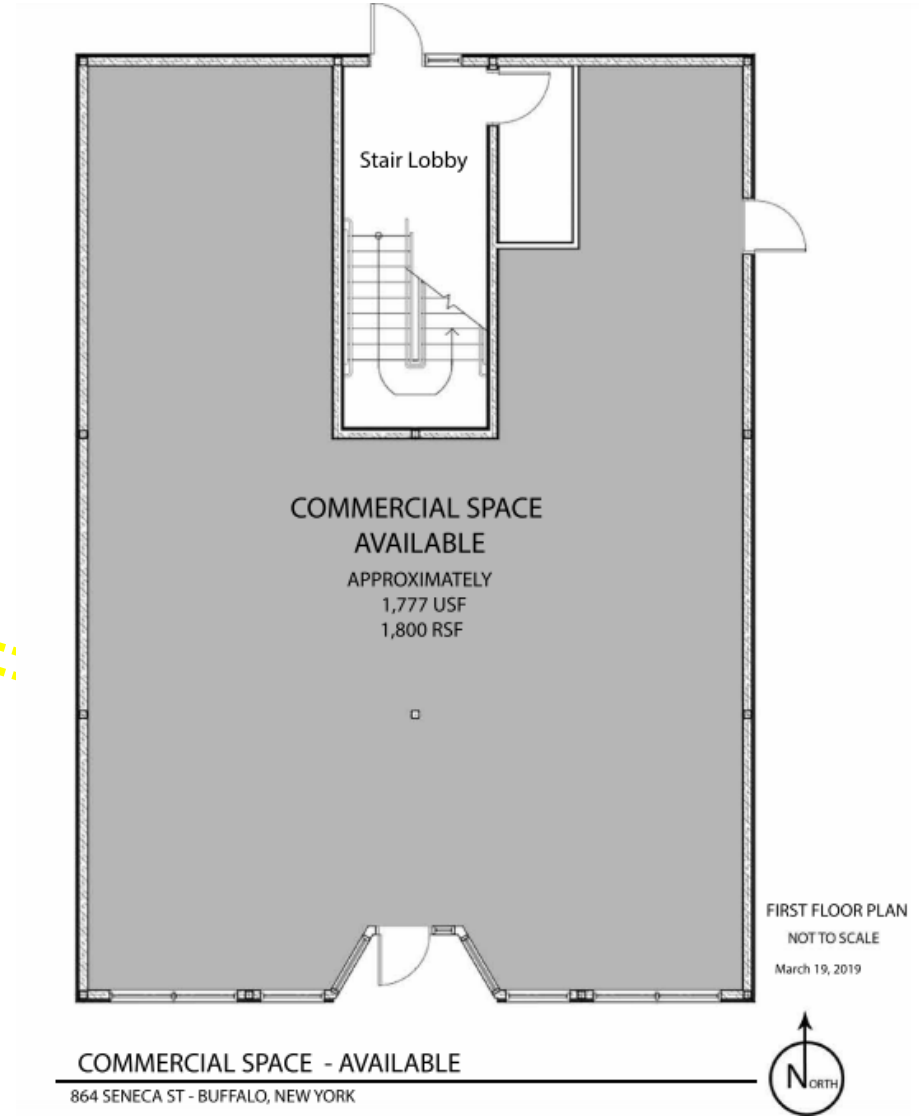 Stair Lobby
COMMERCIAL SPACE
AVAILABLE
APPROXIMATELY
1,777 USF
1,800 RSF
FIRST FLOOR PLAN
NOT TO SCALE
March 19, 2019
NORTH
COMMERCIAL SPACE - AVAILABLE
864 SENECA ST - BUFFALO, NEW YORK